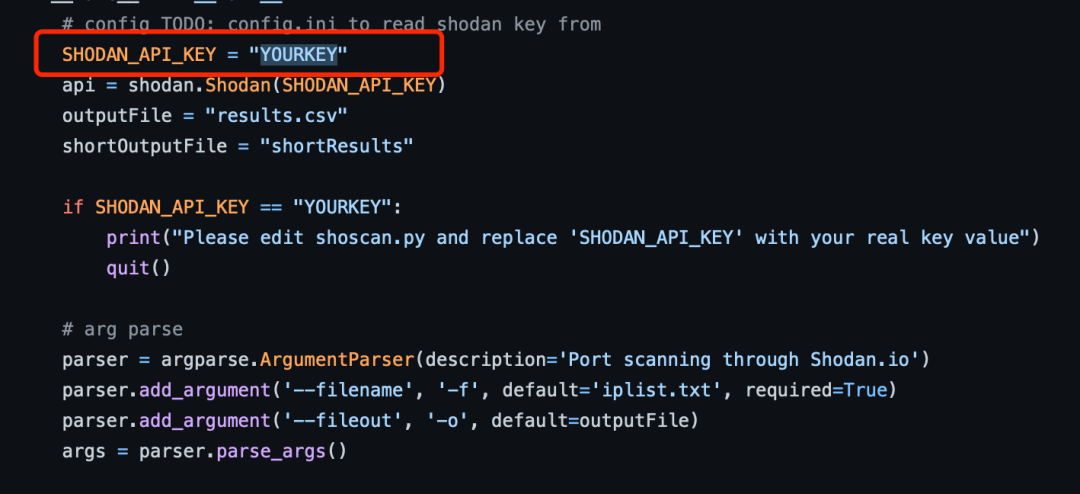 # config TODO: config.ini to read shodan key from
SHODAN_API_KEY = "YOURKEY"
api = shodan.Shodan(SHODAN_API_KEY)
outputFile = "results.csv"
shortOutputFile = "shortResults"
if SHODAN_API_KEY == "YOURKEY":
print("Please edit shoscan.py and replace 'SHODAN_API_KEY' with your real key value")
quit()
# arg parse
parser = argparse.ArgumentParser(description='Port scanning through Shodan.io')
parser.add_argument('--filename', '-f', default='iplist.txt', required=True)
parser.add_argument('--fileout', '-o', default=outputFile)
args = parser.parse_args()